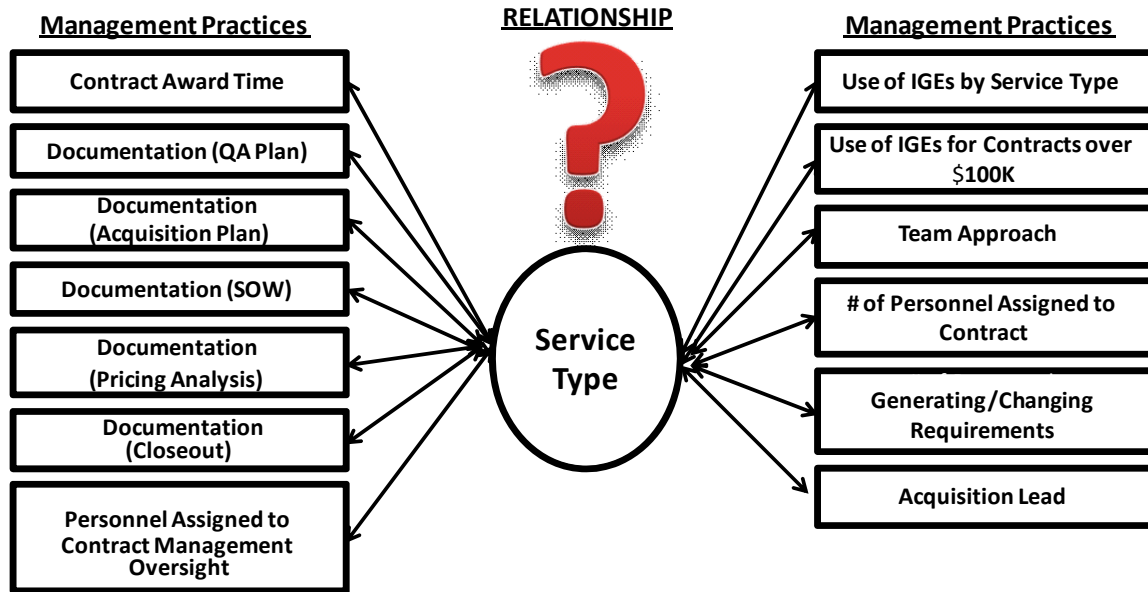 Management Practices
Contract Award Time
Documentation (QA Plan)
Documentation
(Acquisition Plan)
Documentation (SOW)
Documentation
(Pricing Analysis)
Documentation
(Closeout)
Personnel Assigned to
Contract Management
Oversight
RELATIONSHIP
?
Service
Type
Management Practices
Use of IGEs by Service Type
Use of IGEs for Contracts over
$100K
Team Approach
# of Personnel Assigned to
Contract
Generating/Changing
Requirements
Acquisition Lead